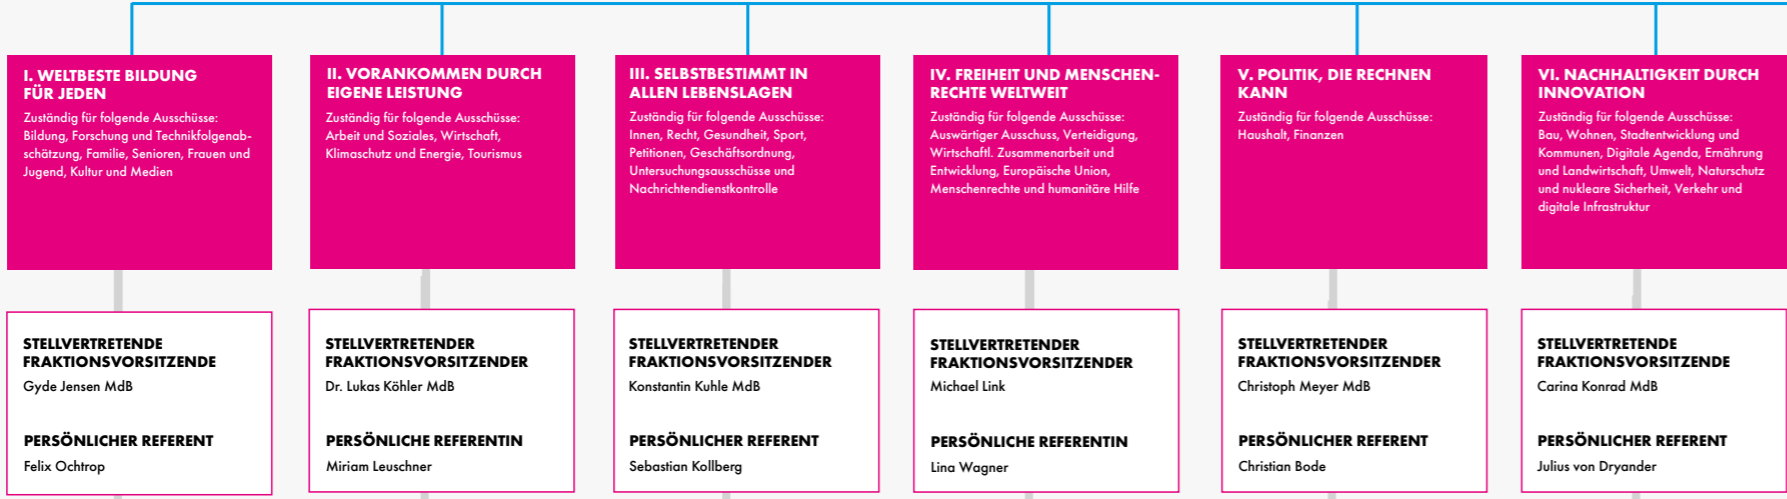 I. WELTBESTE BILDUNG
FÜR JEDEN
Zuständig für folgende Ausschüsse:
Bildung, Forschung und Technikfolgenab-
schätzung, Familie, Senioren, Frauen und
Jugend, Kultur und Medien
STELLVERTRETENDE
FRAKTIONSVORSITZENDE
Gyde Jensen MdB
PERSÖNLICHER REFERENT
Felix Ochtrop
II. VORANKOMMEN DURCH
EIGENE LEISTUNG
Zuständig für folgende Ausschüsse:
Arbeit und Soziales, Wirtschaft,
Klimaschutz und Energie, Tourismus
STELLVERTRETENDER
FRAKTIONSVORSITZENDER
Dr. Lukas Köhler MdB
PERSÖNLICHE REFERENTIN
Miriam Leuschner
III. SELBSTBESTIMMT IN
ALLEN LEBENSLAGEN
Zuständig für folgende Ausschüsse:
Innen, Recht, Gesundheit, Sport,
Petitionen, Geschäftsordnung,
Untersuchungsausschüsse und
Nachrichtendienstkontrolle
STELLVERTRETENDER
FRAKTIONSVORSITZENDER
Konstantin Kuhle MdB
PERSÖNLICHER REFERENT
Sebastian Kollberg
IV. FREIHEIT UND MENSCHEN-
RECHTE WELTWEIT
Zuständig für folgende Ausschüsse:
Auswärtiger Ausschuss, Verteidigung,
Wirtschaftl. Zusammenarbeit und
Entwicklung, Europäische Union,
Menschenrechte und humanitäre Hilfe
STELLVERTRETENDER
FRAKTIONSVORSITZENDER
Michael Link
PERSÖNLICHE REFERENTIN
Lina Wagner
V. POLITIK, DIE RECHNEN
KANN
Zuständig für folgende Ausschüsse:
Haushalt, Finanzen
STELLVERTRETENDER
FRAKTIONSVORSITZENDER
Christoph Meyer MdB
PERSÖNLICHER REFERENT
Christian Bode
VI. NACHHALTIGKEIT DURCH
INNOVATION
Zuständig für folgende Ausschüsse:
Bau, Wohnen, Stadtentwicklung und
Kommunen, Digitale Agenda, Ernährung
und Landwirtschaft, Umwelt, Naturschutz
und nukleare Sicherheit, Verkehr und
digitale Infrastruktur
STELLVERTRETENDE
FRAKTIONSVORSITZENDE
Carina Konrad MdB
PERSÖNLICHER REFERENT
Julius von Dryander